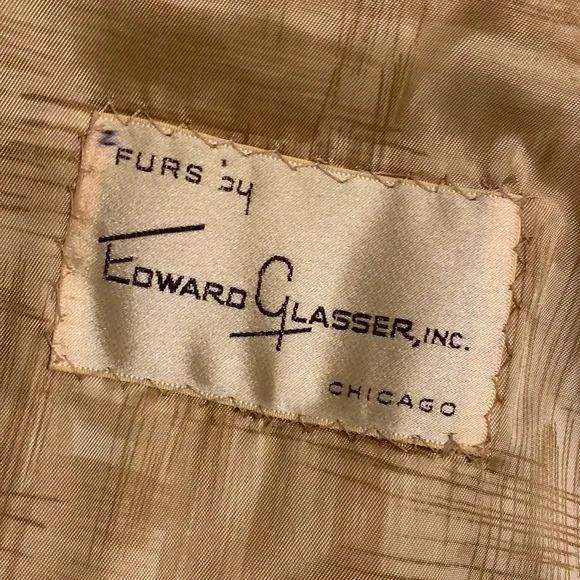 FURS by
EDWARD GLASSER, INC.
CHICAGO